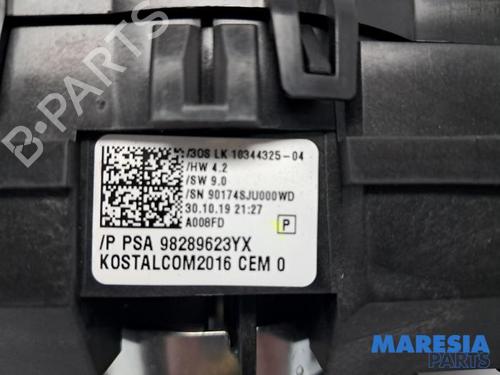 /3OS LK 10344325-04
/HW 4.2
/SW 9.0
/SN 90174SJU000WD
30.10.19 21:27
A008FD P
/P PSA 98289623YX
KOSTALCOM2016 CEM 0
B-PARTS
MARESIA
PARTS